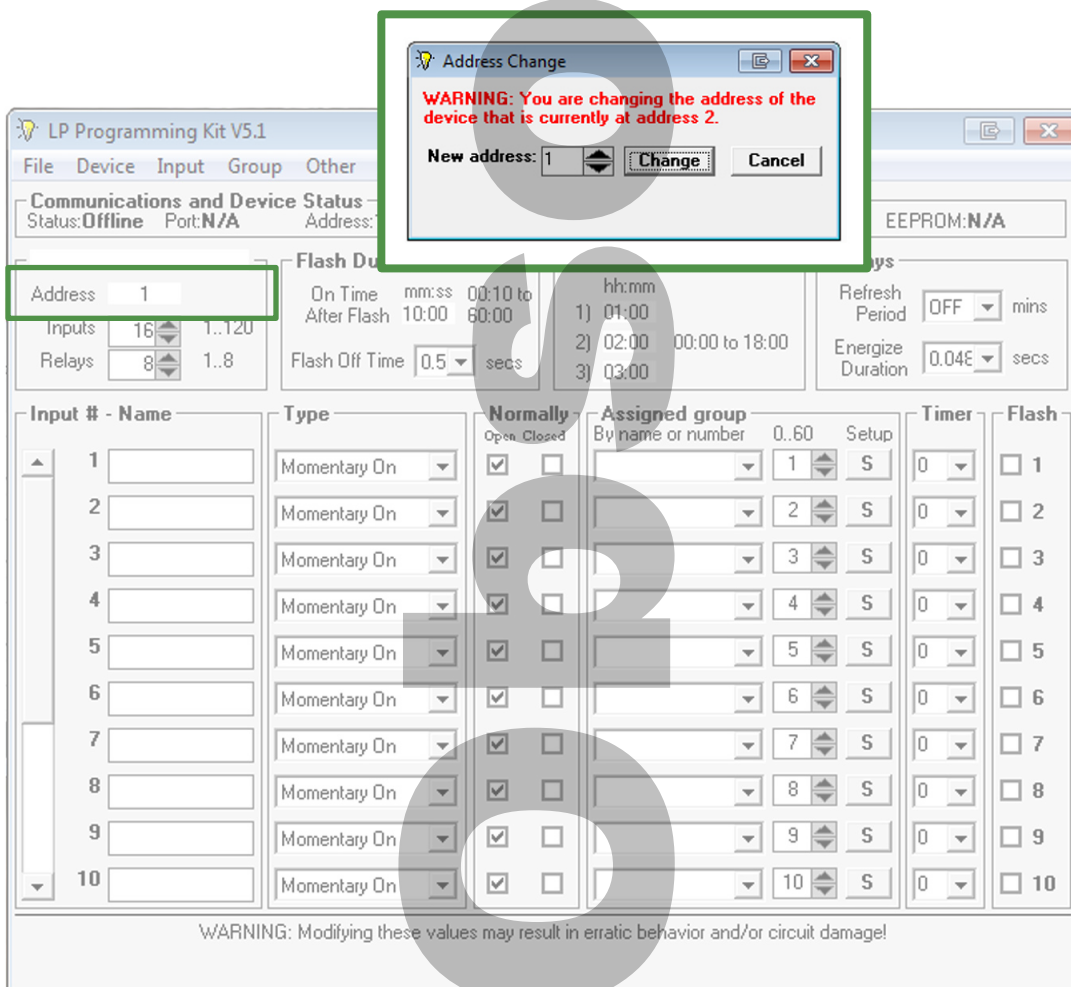 Address Change
WARNING: You are changing the address of the
device that is currently at address 2.
New address: 1 Change Cancel
LP Programming Kit V5.1
File Device Input Group Other
Communications and Device Status
Status:Offline Port:N/A Address: EEPROM:N/A
Flash Du
Address 1
Inputs 16 1..120
Relays 8 1..8
On Time mm:ss 00:10 to
After Flash 10:00 60:00
Flash Off Time 0.5 secs
hh:mm
1) 01:00
2) 02:00 00:00 to 18:00
3) 03:00
Refresh
Period OFF mins
Energize
Duration 0.048 secs
Input # - Name Type Normally Assigned group Timer Flash
Open Closed By name or number 0..60 Setup
1 Momentary On 1 S 0 1
2 Momentary On 2 S 0 2
3 Momentary On 3 S 0 3
4 Momentary On 4 S 0 4
5 Momentary On 5 S 0 5
6 Momentary On 6 S 0 6
7 Momentary On 7 S 0 7
8 Momentary On 8 S 0 8
9 Momentary On 9 S 0 9
10 Momentary On 10 S 0 10
WARNING: Modifying these values may result in erratic behavior and/or circuit damage!